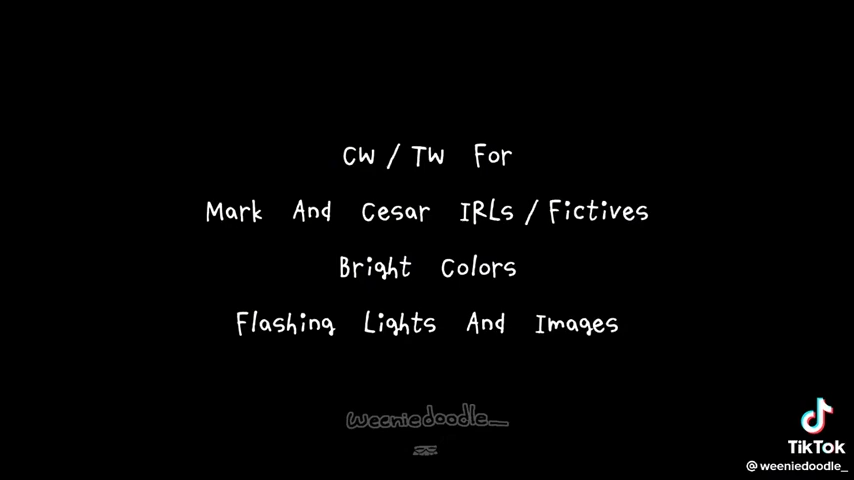 CW / TW For
Mark And Cesar IRLs / Fictives
Bright Colors
Flashing Lights And Images
weeniedoodle_
TikTok
@weeniedoodle_